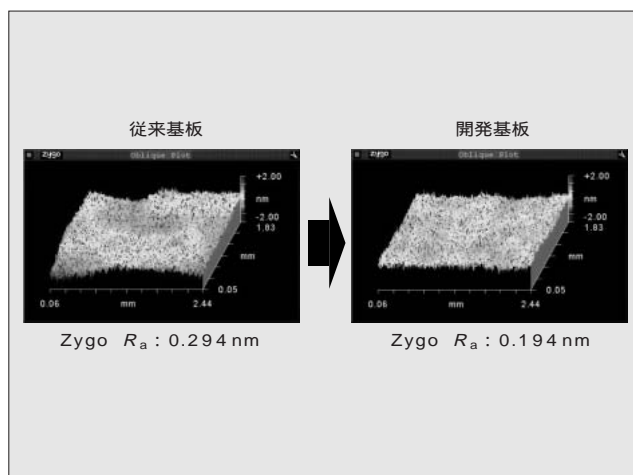 従来基板
zygo Oblique Plot
+2.00
nm
-2.00
1.83
mm
0.05
0.06 mm 2.44
Zygo Ra : 0.294 nm
開発基板
zygo Oblique Plot
+2.00
nm
-2.00
1.83
mm
0.05
0.06 mm 2.44
Zygo Ra : 0.194 nm